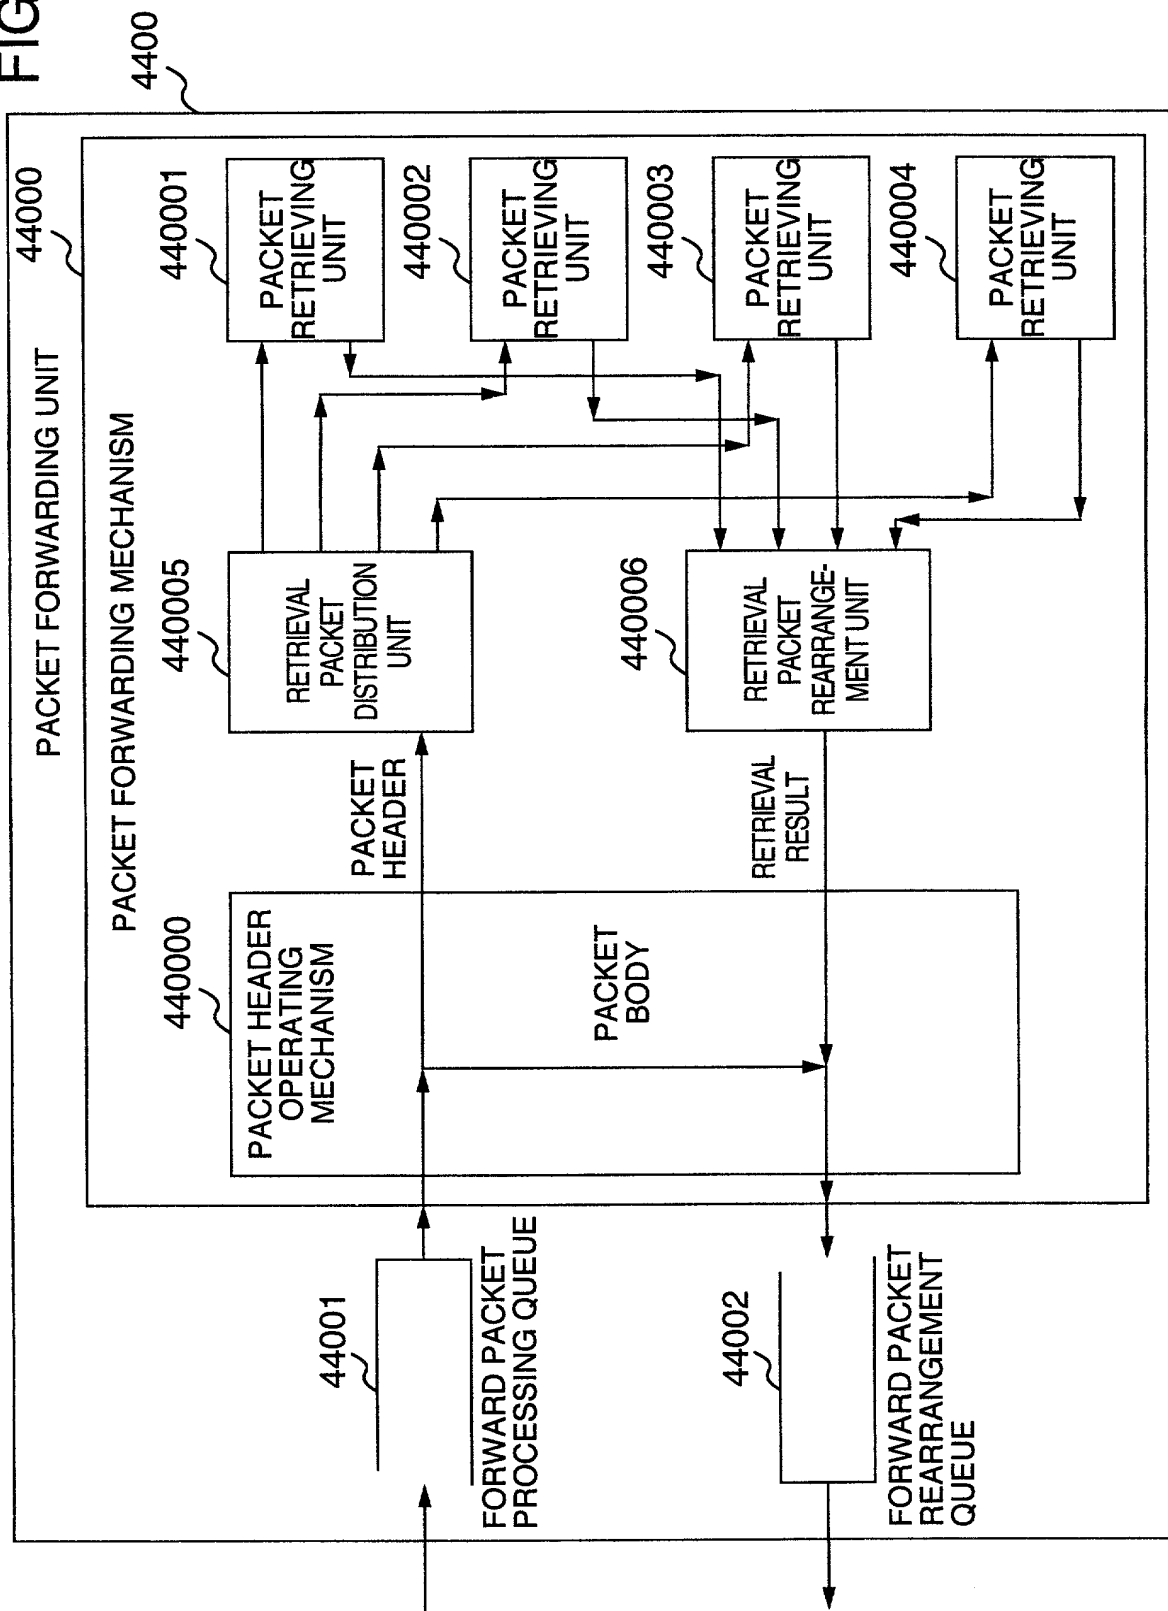 FIG
4400
PACKET FORWARDING UNIT
44000
PACKET FORWARDING MECHANISM
440000
PACKET HEADER
OPERATING
MECHANISM
PACKET
BODY
PACKET
HEADER
RETRIEVAL
RESULT
440005
RETRIEVAL
PACKET
DISTRIBUTION
UNIT
440006
RETRIEVAL
PACKET
REARRANGE-
MENT UNIT
440001
PACKET
RETRIEVING
UNIT
440002
PACKET
RETRIEVING
UNIT
440003
PACKET
RETRIEVING
UNIT
440004
PACKET
RETRIEVING
UNIT
44001
FORWARD PACKET
PROCESSING QUEUE
44002
FORWARD PACKET
REARRANGEMENT
QUEUE